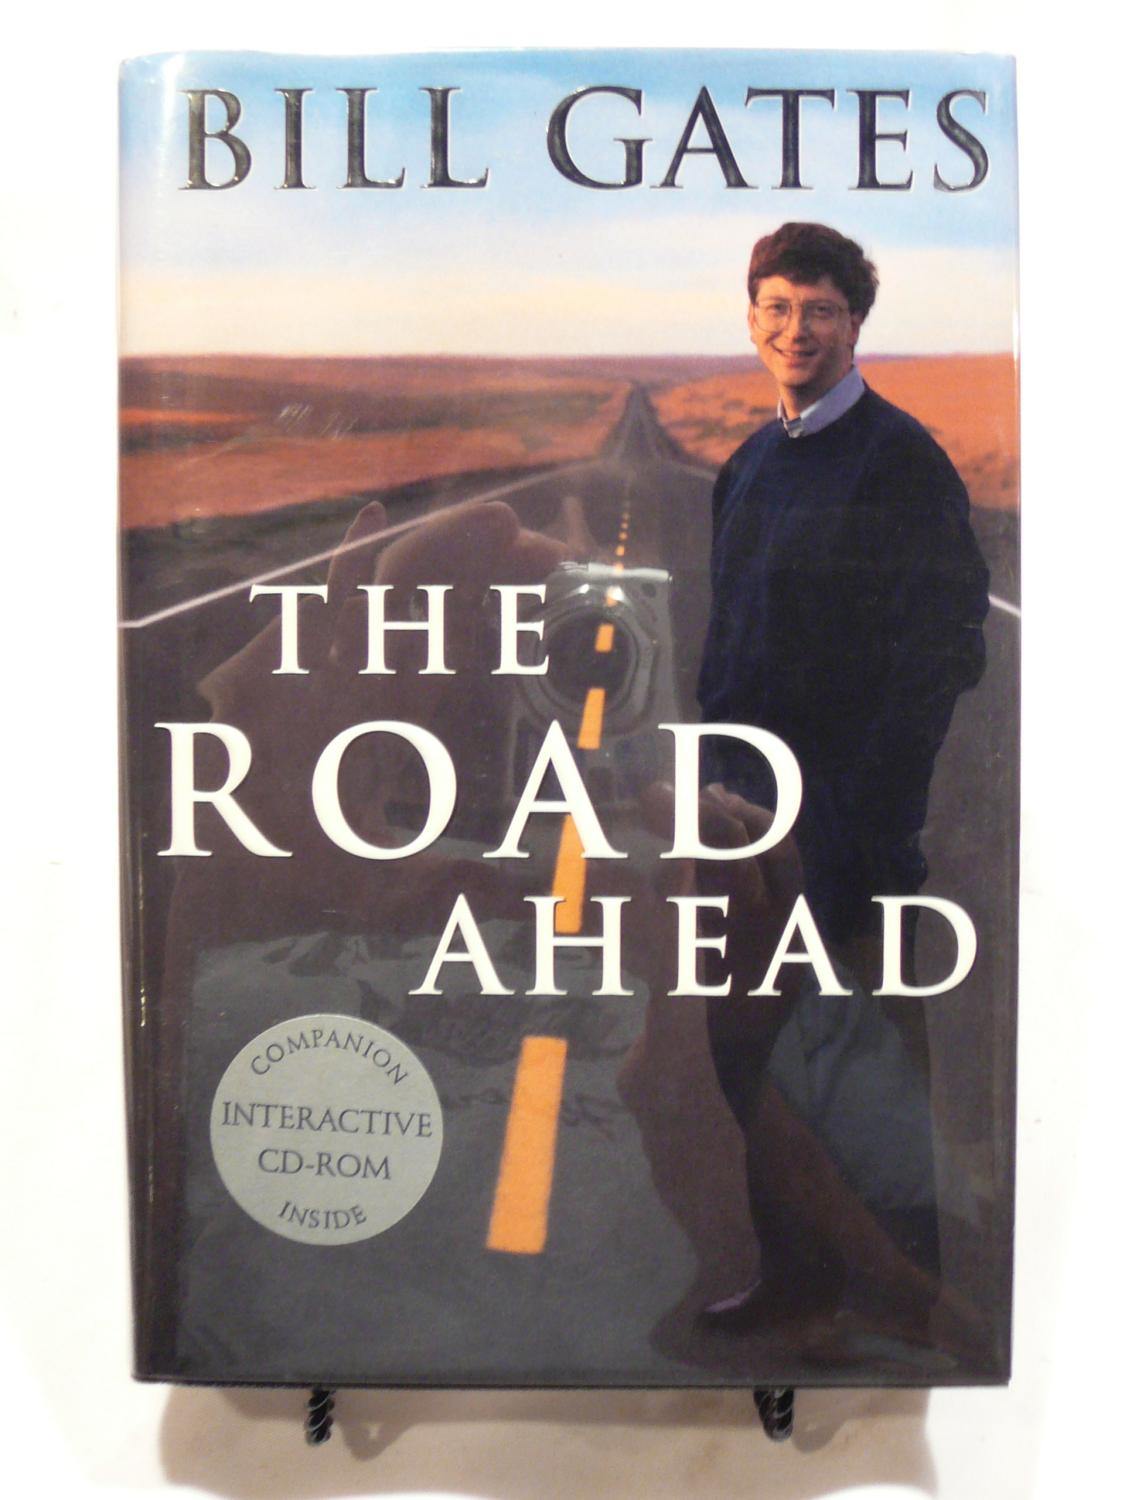 BILL GATES
THE
ROAD
AHEAD
COMPANION
INTERACTIVE
CD-ROM
INSIDE